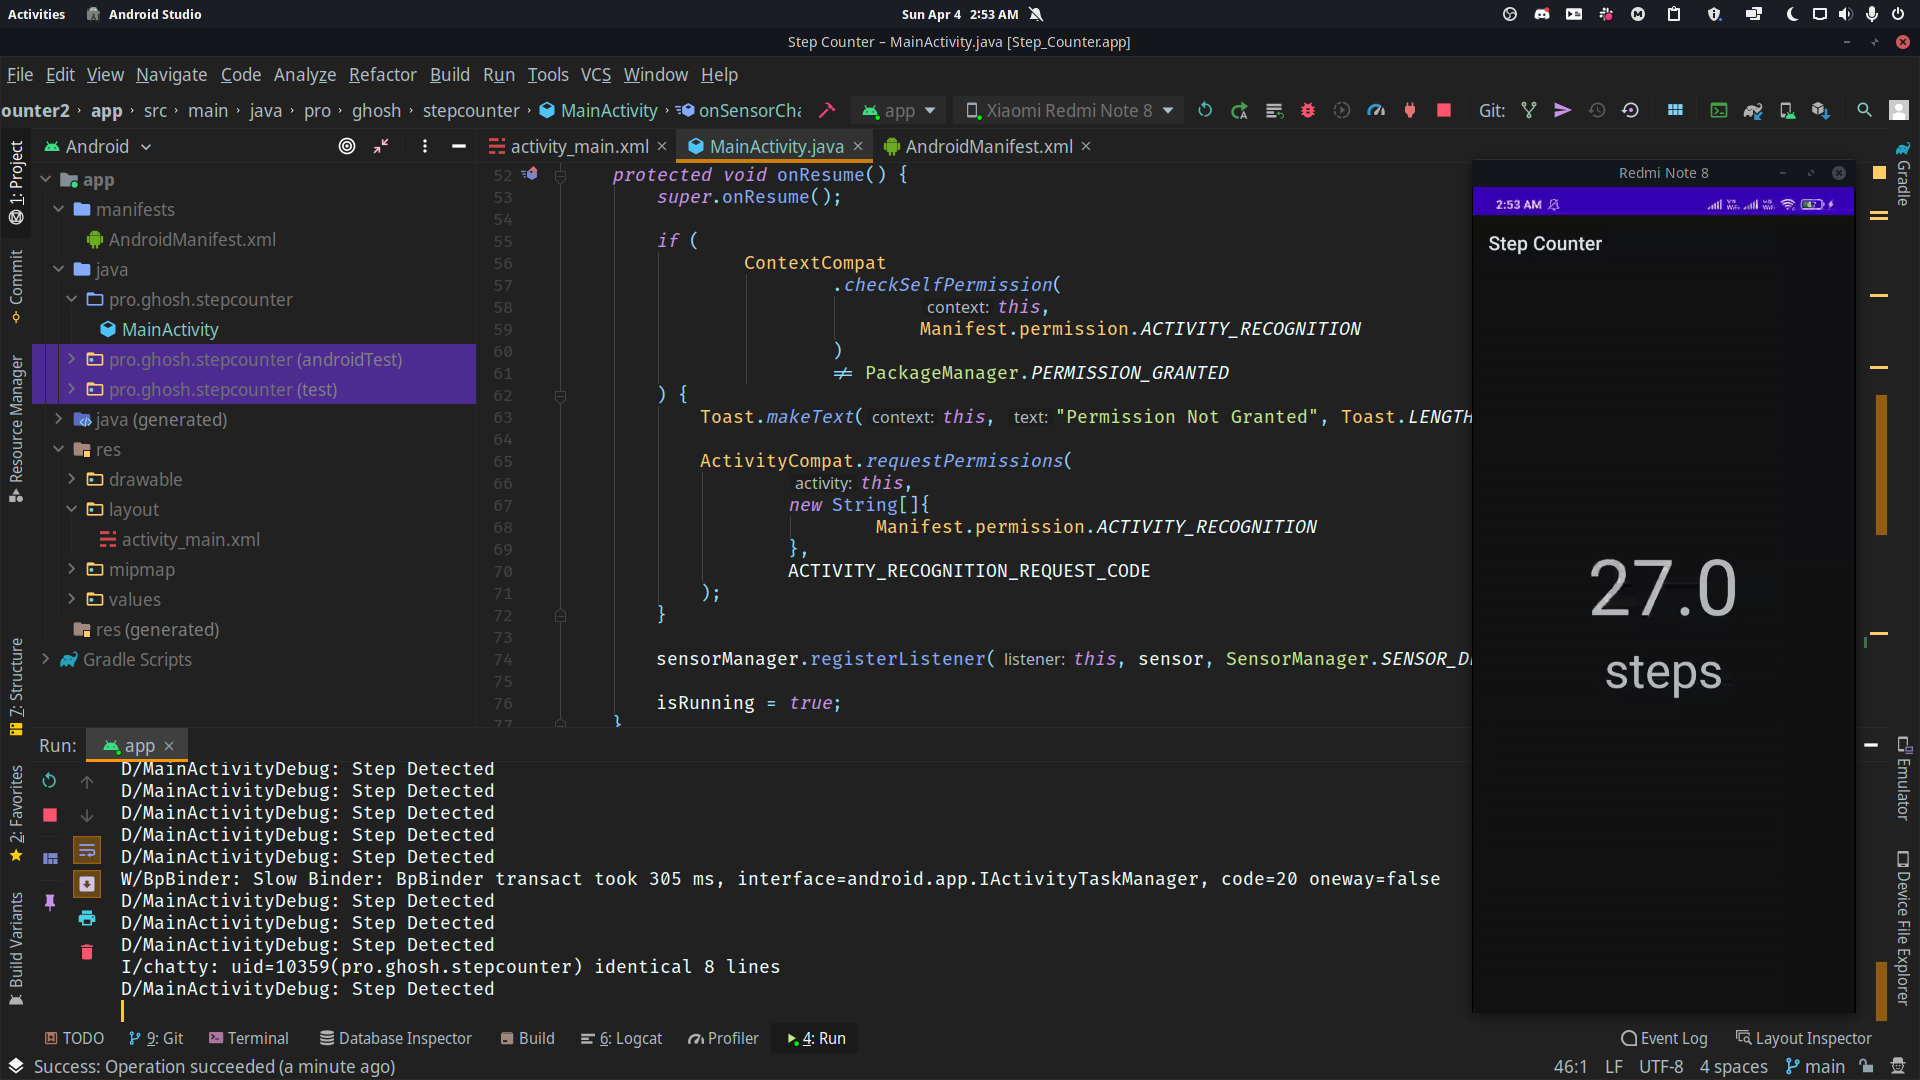 Activities Android Studio Sun Apr 4 2:53 AM
Step Counter – MainActivity.java [Step_Counter.app]
File Edit View Navigate Code Analyze Refactor Build Run Tools VCS Window Help
ounter2 › app › src › main › java › pro › ghosh › stepcounter › MainActivity › onSensorCha app Xiaomi Redmi Note 8 Git:
Android
activity_main.xml × MainActivity.java × AndroidManifest.xml ×
1: Project
Commit
Resource Manager
7: Structure
2: Favorites
Build Variants
app
manifests
AndroidManifest.xml
java
pro.ghosh.stepcounter
MainActivity
pro.ghosh.stepcounter (androidTest)
pro.ghosh.stepcounter (test)
java (generated)
res
drawable
layout
activity_main.xml
mipmap
values
res (generated)
Gradle Scripts
52 protected void onResume() {
53 super.onResume();
54
55 if (
56 ContextCompat
57 .checkSelfPermission(
58 context: this,
59 Manifest.permission.ACTIVITY_RECOGNITION
60 )
61 ≠ PackageManager.PERMISSION_GRANTED
62 ) {
63 Toast.makeText( context: this, text: "Permission Not Granted", Toast.LENGTH
64
65 ActivityCompat.requestPermissions(
66 activity: this,
67 new String[]{
68 Manifest.permission.ACTIVITY_RECOGNITION
69 },
70 ACTIVITY_RECOGNITION_REQUEST_CODE
71 );
72 }
73
74 sensorManager.registerListener( listener: this, sensor, SensorManager.SENSOR_D
75
76 isRunning = true;
77 }
Redmi Note 8
2:53 AM
Step Counter
27.0
steps
Gradle
Emulator
Device File Explorer
Run: app ×
D/MainActivityDebug: Step Detected
D/MainActivityDebug: Step Detected
D/MainActivityDebug: Step Detected
D/MainActivityDebug: Step Detected
D/MainActivityDebug: Step Detected
W/BpBinder: Slow Binder: BpBinder transact took 305 ms, interface=android.app.IActivityTaskManager, code=20 oneway=false
D/MainActivityDebug: Step Detected
D/MainActivityDebug: Step Detected
D/MainActivityDebug: Step Detected
I/chatty: uid=10359(pro.ghosh.stepcounter) identical 8 lines
D/MainActivityDebug: Step Detected
TODO 9: Git Terminal Database Inspector Build 6: Logcat Profiler 4: Run Event Log Layout Inspector
Success: Operation succeeded (a minute ago) 46:1 LF UTF-8 4 spaces main